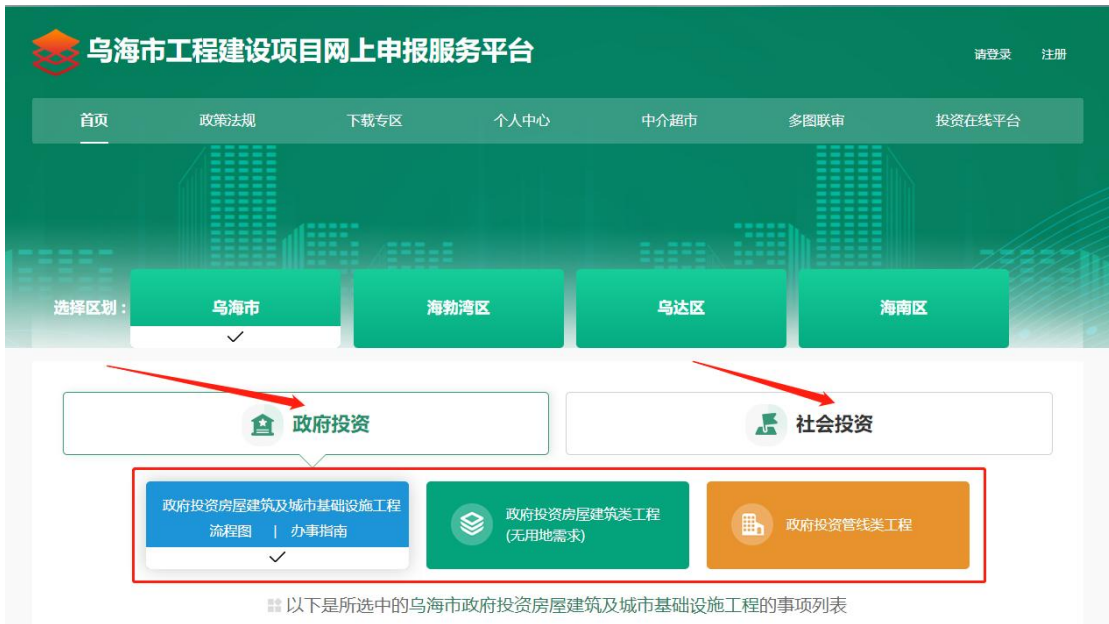 乌海市工程建设项目网上申报服务平台
请登录 注册
首页 政策法规 下载专区 个人中心 中介超市 多图联审 投资在线平台
选择区划： 乌海市 海勃湾区 乌达区 海南区
政府投资 社会投资
政府投资房屋建筑及城市基础设施工程
流程图 | 办事指南
政府投资房屋建筑类工程
(无用地需求)
政府投资管线类工程
以下是所选中的乌海市政府投资房屋建筑及城市基础设施工程的事项列表